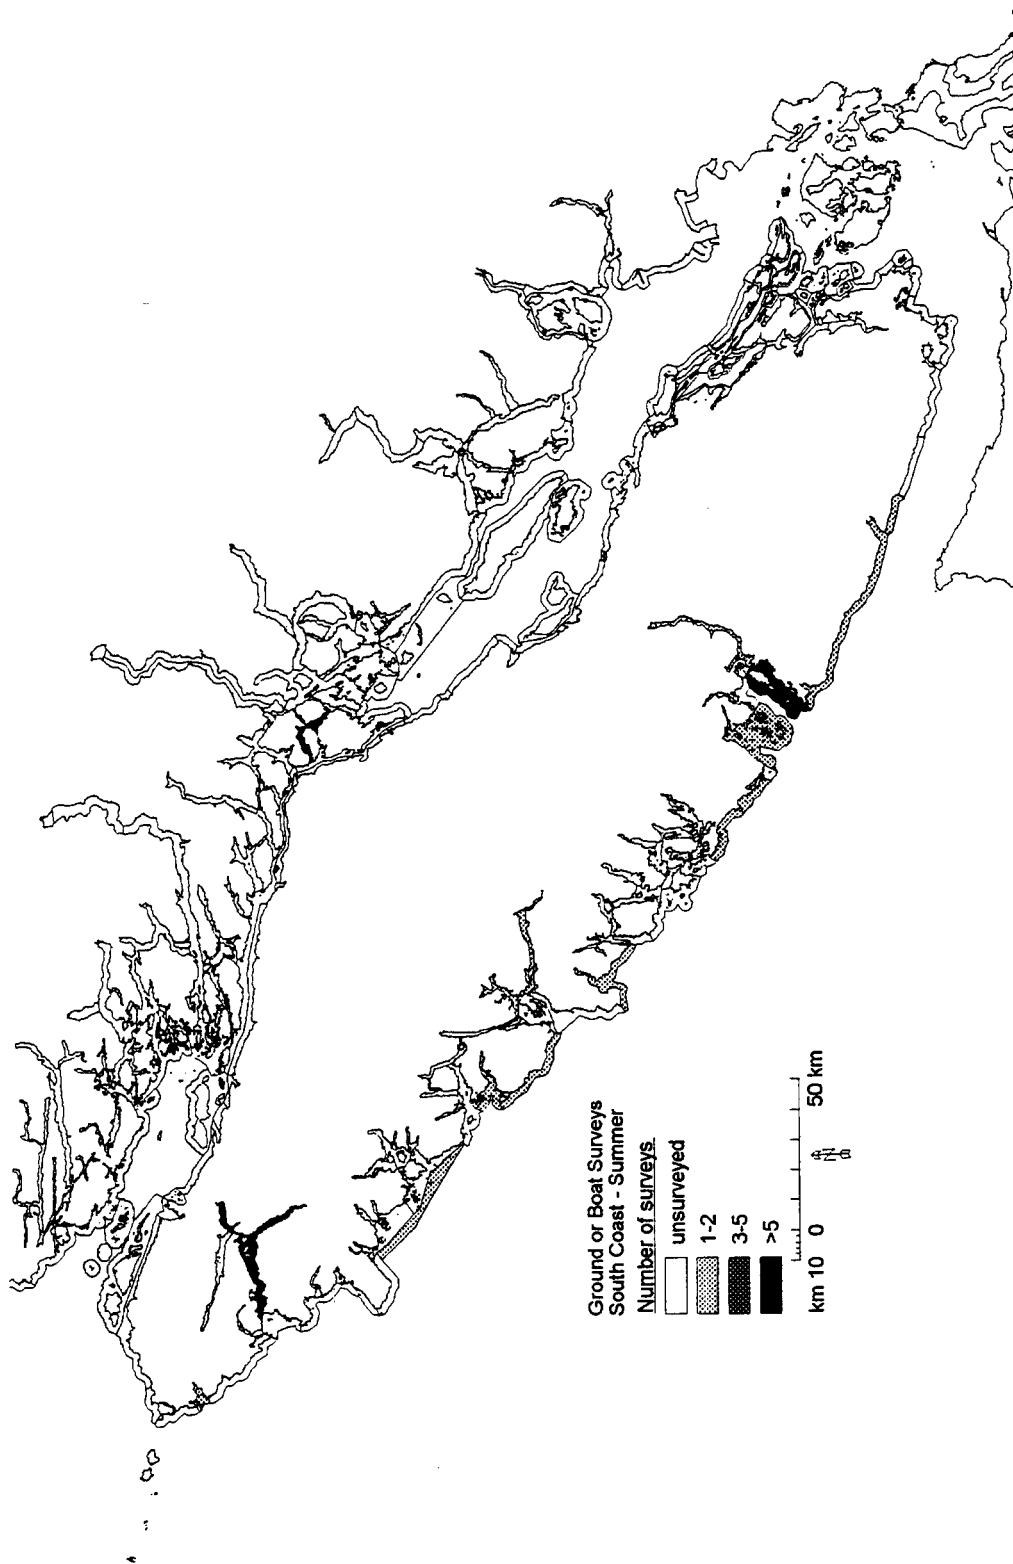 Ground or Boat Surveys
South Coast - Summer
Number of surveys
unsurveyed
1-2
3-5
>5
km 10 0 50 km